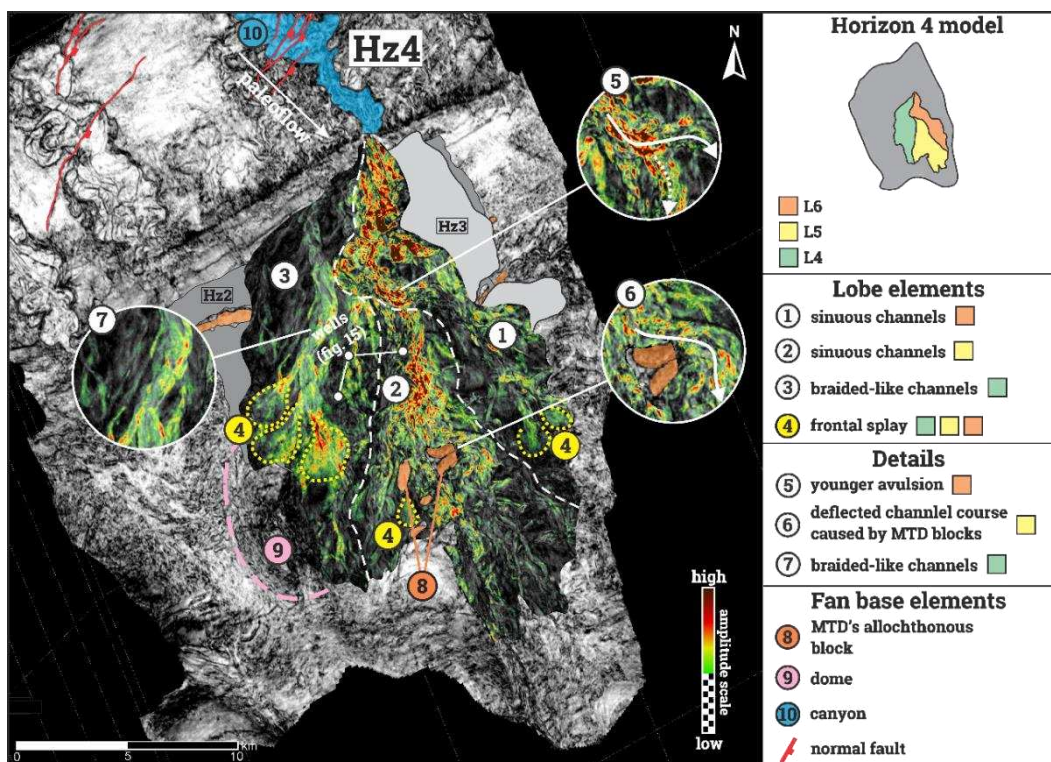 10
Hz4
N
paleoflow
5
Hz3
3
Hz2
6
7
wells
(fig. 15)
1
2
4
4
4
9
8
high
amplitude scale
low
0
5
10
km
Horizon 4 model
L6
L5
L4
Lobe elements
1 sinuous channels
2 sinuous channels
3 braided-like channels
4 frontal splay
Details
5 younger avulsion
6 deflected channlel course
caused by MTD blocks
7 braided-like channels
Fan base elements
8 MTD's allochthonous
block
9 dome
10 canyon
normal fault